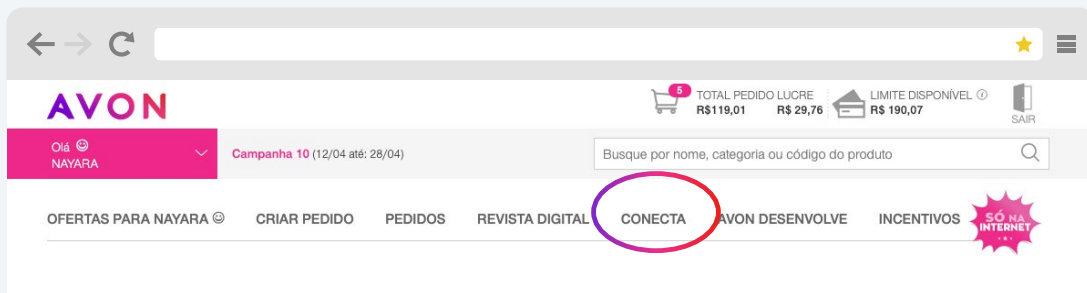 AVON
5
TOTAL PEDIDO LUCRE
R$119,01 R$ 29,76
LIMITE DISPONÍVEL i
R$ 190,07
SAIR
Olá
NAYARA
Campanha 10 (12/04 até: 28/04)
Busque por nome, categoria ou código do produto
OFERTAS PARA NAYARA CRIAR PEDIDO PEDIDOS REVISTA DIGITAL CONECTA AVON DESENVOLVE INCENTIVOS
SÓ NA
INTERNET